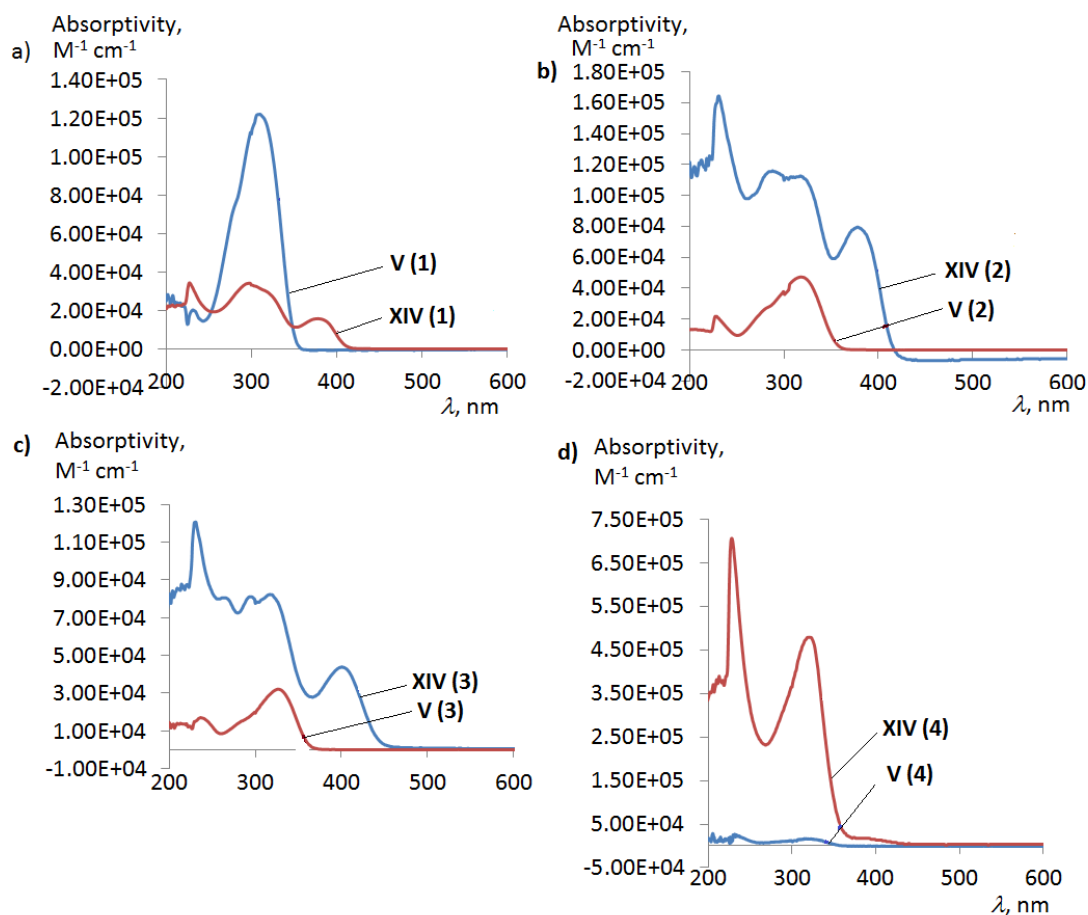 Absorptivity,
a) M⁻¹ cm⁻¹
1.40E+05
1.20E+05
1.00E+05
8.00E+04
6.00E+04
4.00E+04
2.00E+04
0.00E+00
-2.00E+04
V (1)
XIV (1)
200 300 400 500 600
λ, nm
Absorptivity,
M⁻¹ cm⁻¹
b)
1.80E+05
1.60E+05
1.40E+05
1.20E+05
1.00E+05
8.00E+04
6.00E+04
4.00E+04
2.00E+04
0.00E+00
-2.00E+04
XIV (2)
V (2)
200 300 400 500 600
λ, nm
c) Absorptivity,
M⁻¹ cm⁻¹
1.30E+05
1.10E+05
9.00E+04
7.00E+04
5.00E+04
3.00E+04
1.00E+04
-1.00E+04
XIV (3)
V (3)
200 300 400 500 600
λ, nm
d) Absorptivity,
M⁻¹ cm⁻¹
7.50E+05
6.50E+05
5.50E+05
4.50E+05
3.50E+05
2.50E+05
1.50E+05
5.00E+04
-5.00E+04
XIV (4)
V (4)
200 300 400 500 600
λ, nm